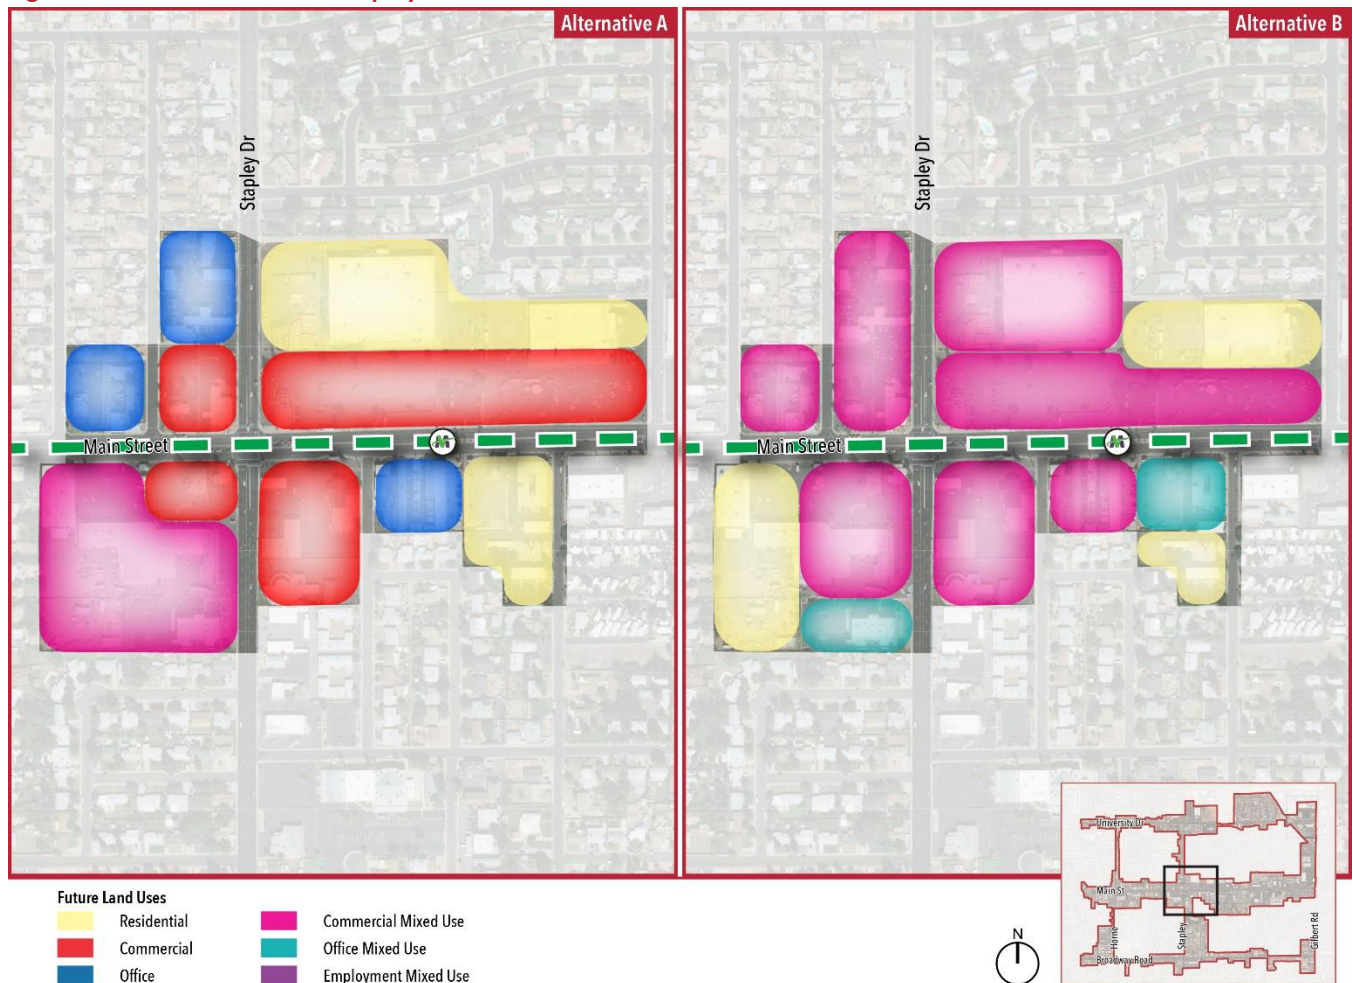 Alternative A
Alternative B
Stapley Dr
Stapley Dr
Main Street
Main Street
Future Land Uses
Residential
Commercial
Office
Commercial Mixed Use
Office Mixed Use
Employment Mixed Use
N
University Dr
Main St
Horne
Stapley
Gilbert Rd
Broadway Road